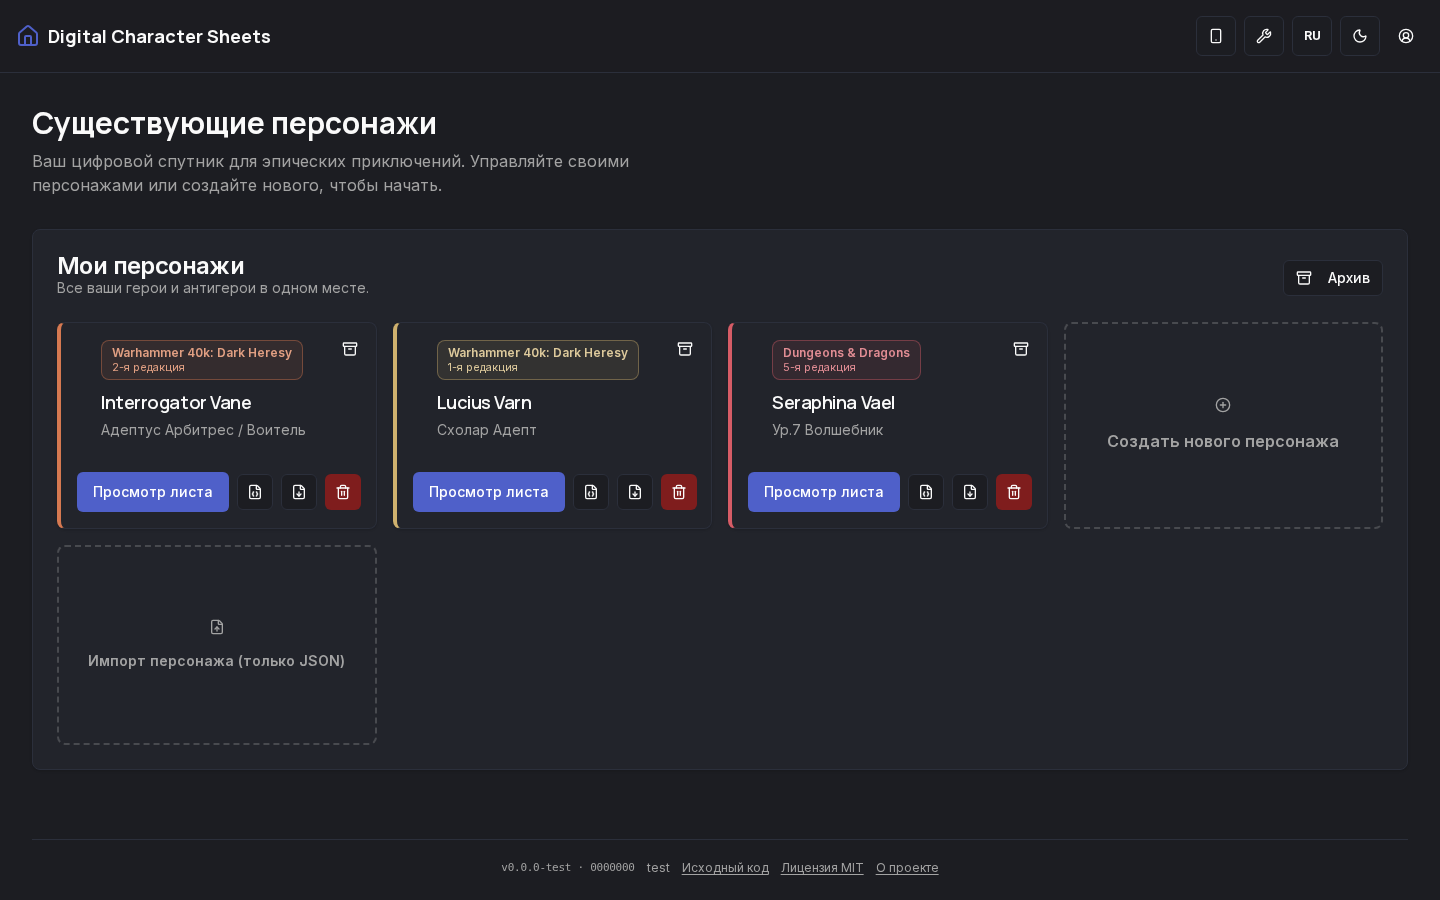 Digital Character Sheets
RU
Существующие персонажи
Ваш цифровой спутник для эпических приключений. Управляйте своими
персонажами или создайте нового, чтобы начать.
Мои персонажи
Все ваши герои и антигерои в одном месте.
Архив
Warhammer 40k: Dark Heresy
2-я редакция
Interrogator Vane
Адептус Арбитрес / Воитель
Просмотр листа
Warhammer 40k: Dark Heresy
1-я редакция
Lucius Varn
Схолар Адепт
Просмотр листа
Dungeons & Dragons
5-я редакция
Seraphina Vael
Ур.7 Волшебник
Просмотр листа
Создать нового персонажа
Импорт персонажа (только JSON)
v0.0.0-test · 0000000 test Исходный код Лицензия MIT О проекте